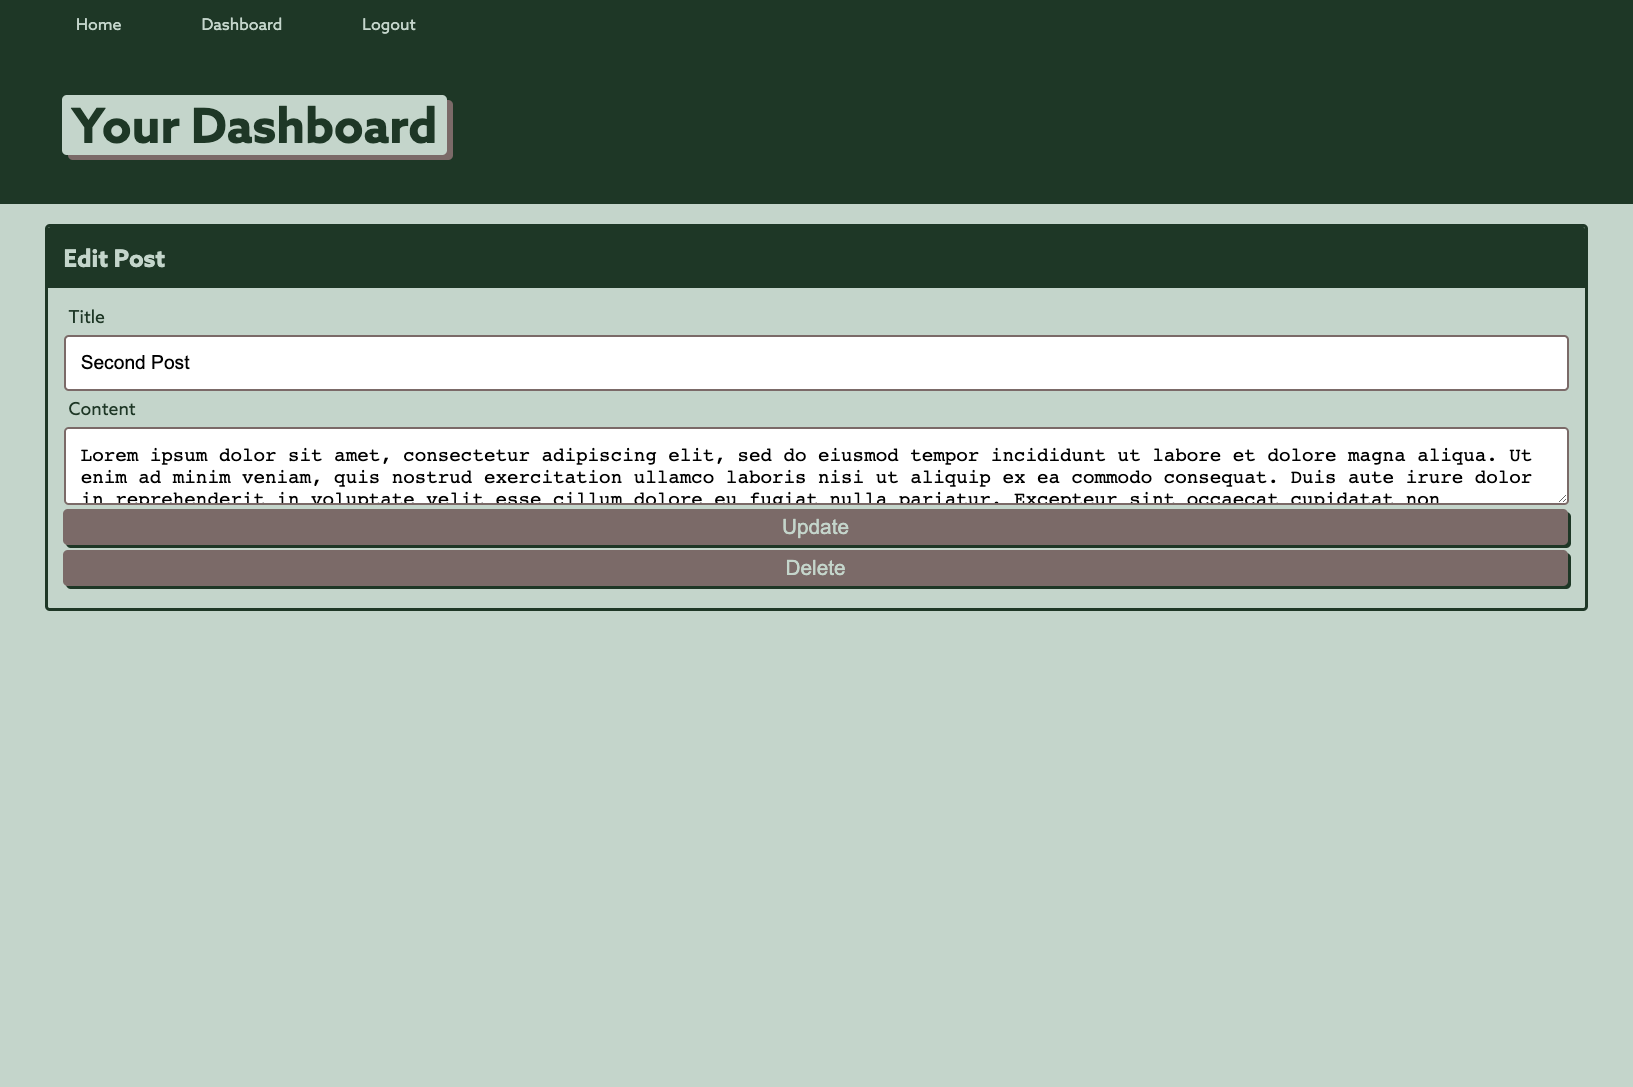 Home
Dashboard
Logout
Your Dashboard
Edit Post
Title
Second Post
Content
Lorem ipsum dolor sit amet, consectetur adipiscing elit, sed do eiusmod tempor incididunt ut labore et dolore magna aliqua. Ut
enim ad minim veniam, quis nostrud exercitation ullamco laboris nisi ut aliquip ex ea commodo consequat. Duis aute irure dolor
in reprehenderit in voluptate velit esse cillum dolore eu fugiat nulla pariatur. Excepteur sint occaecat cupidatat non
Update
Delete